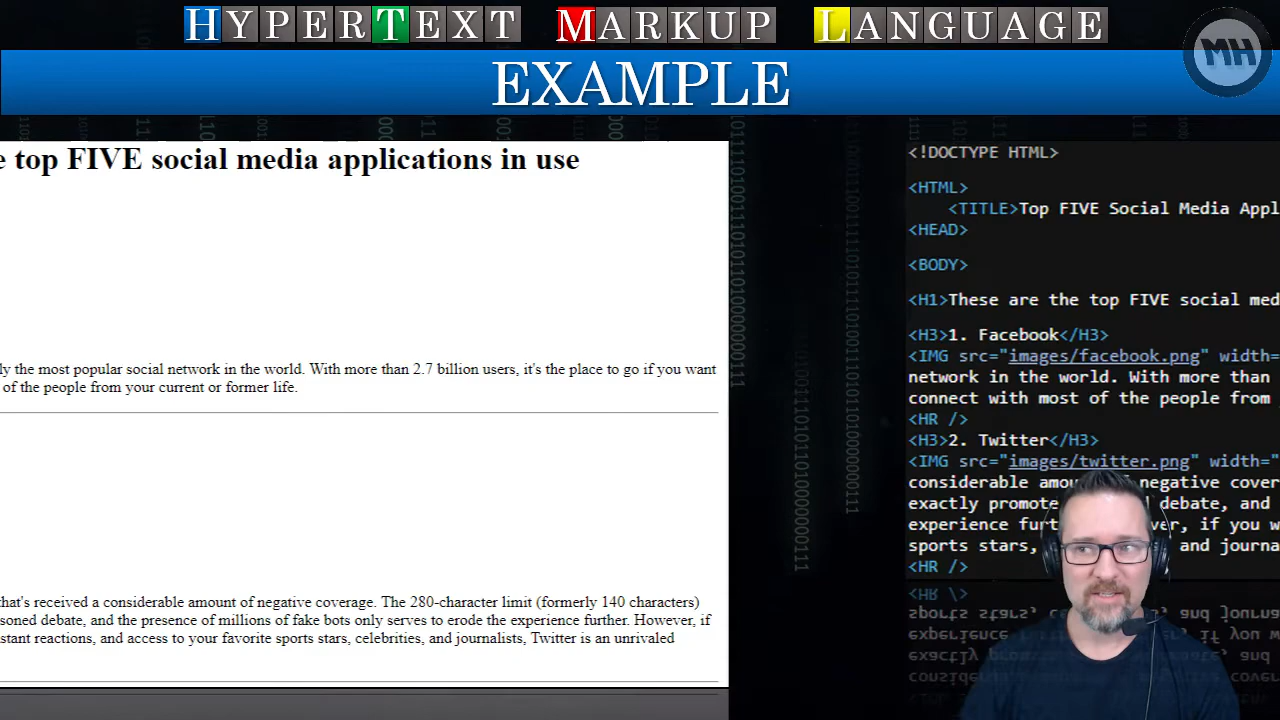 HYPERTEXT MARKUP LANGUAGE
MH
EXAMPLE
e top FIVE social media applications in use
ly the most popular social network in the world. With more than 2.7 billion users, it's the place to go if you want
of the people from your current or former life.
that's received a considerable amount of negative coverage. The 280-character limit (formerly 140 characters)
soned debate, and the presence of millions of fake bots only serves to erode the experience further. However, if
stant reactions, and access to your favorite sports stars, celebrities, and journalists, Twitter is an unrivaled
<!DOCTYPE HTML>
<HTML>
<TITLE>Top FIVE Social Media Appl
<HEAD>
<BODY>
<H1>These are the top FIVE social med
<H3>1. Facebook</H3>
<IMG src="images/facebook.png" width=
network in the world. With more than
connect with most of the people from
<HR />
<H3>2. Twitter</H3>
<IMG src="images/twitter.png" width="
considerable amou negative cover
exactly promote debate, and
experience furt ver, if you w
sports stars, and journa
<HR />